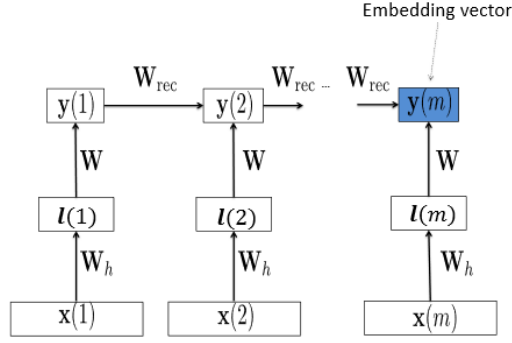 Embedding vector
W_rec W_rec ... W_rec
y(1) y(2) y(m)
W W W
l(1) l(2) l(m)
W_h W_h W_h
x(1) x(2) x(m)